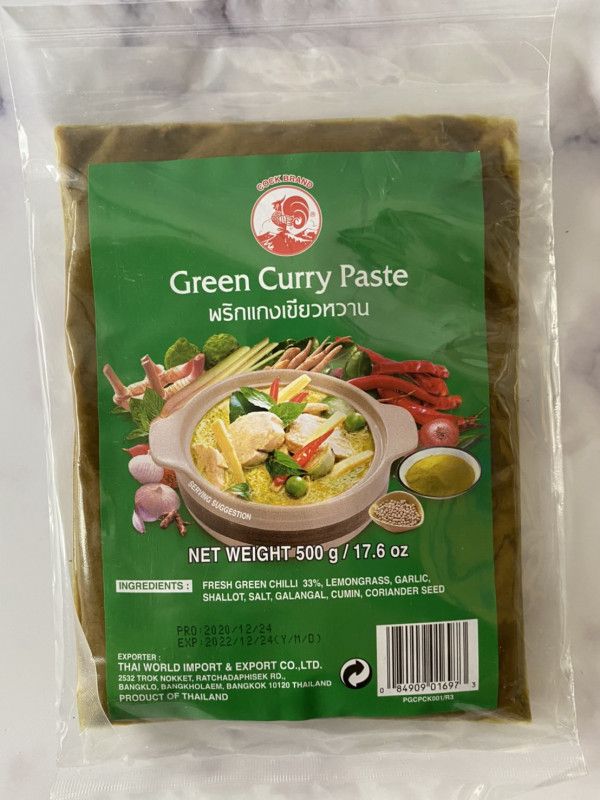 COCK BRAND
®
Green Curry Paste
พริกแกงเขียวหวาน
SERVING SUGGESTION
NET WEIGHT 500 g / 17.6 oz
INGREDIENTS : FRESH GREEN CHILLI 33%, LEMONGRASS, GARLIC,
SHALLOT, SALT, GALANGAL, CUMIN, CORIANDER SEED
PRO:2020/12/24
EXP:2022/12/24(Y/M/D)
EXPORTER :
THAI WORLD IMPORT & EXPORT CO.,LTD.
2532 TROK NOKKET, RATCHADAPHISEK RD.,
BANGKLO, BANGKHOLAEM, BANGKOK 10120 THAILAND
PRODUCT OF THAILAND
0 84909 01697 3
PGCPCK001/R3